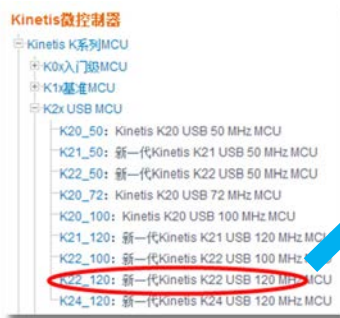 Kinetis微控制器
Kinetis K系列MCU
K0x入门级MCU
K1x基准MCU
K2x USB MCU
K20_50：Kinetis K20 USB 50 MHz MCU
K21_50：新一代Kinetis K21 USB 50 MHz MCU
K22_50：新一代Kinetis K22 USB 50 MHz MCU
K20_72：Kinetis K20 USB 72 MHz MCU
K20_100：Kinetis K20 USB 100 MHz MCU
K21_120：新一代Kinetis K21 USB 120 MHz MCU
K22_100：新一代Kinetis K22 USB 100 MHz MCU
K22_120：新一代Kinetis K22 USB 120 MHz MCU
K24_120：新一代Kinetis K24 USB 120 MHz MCU